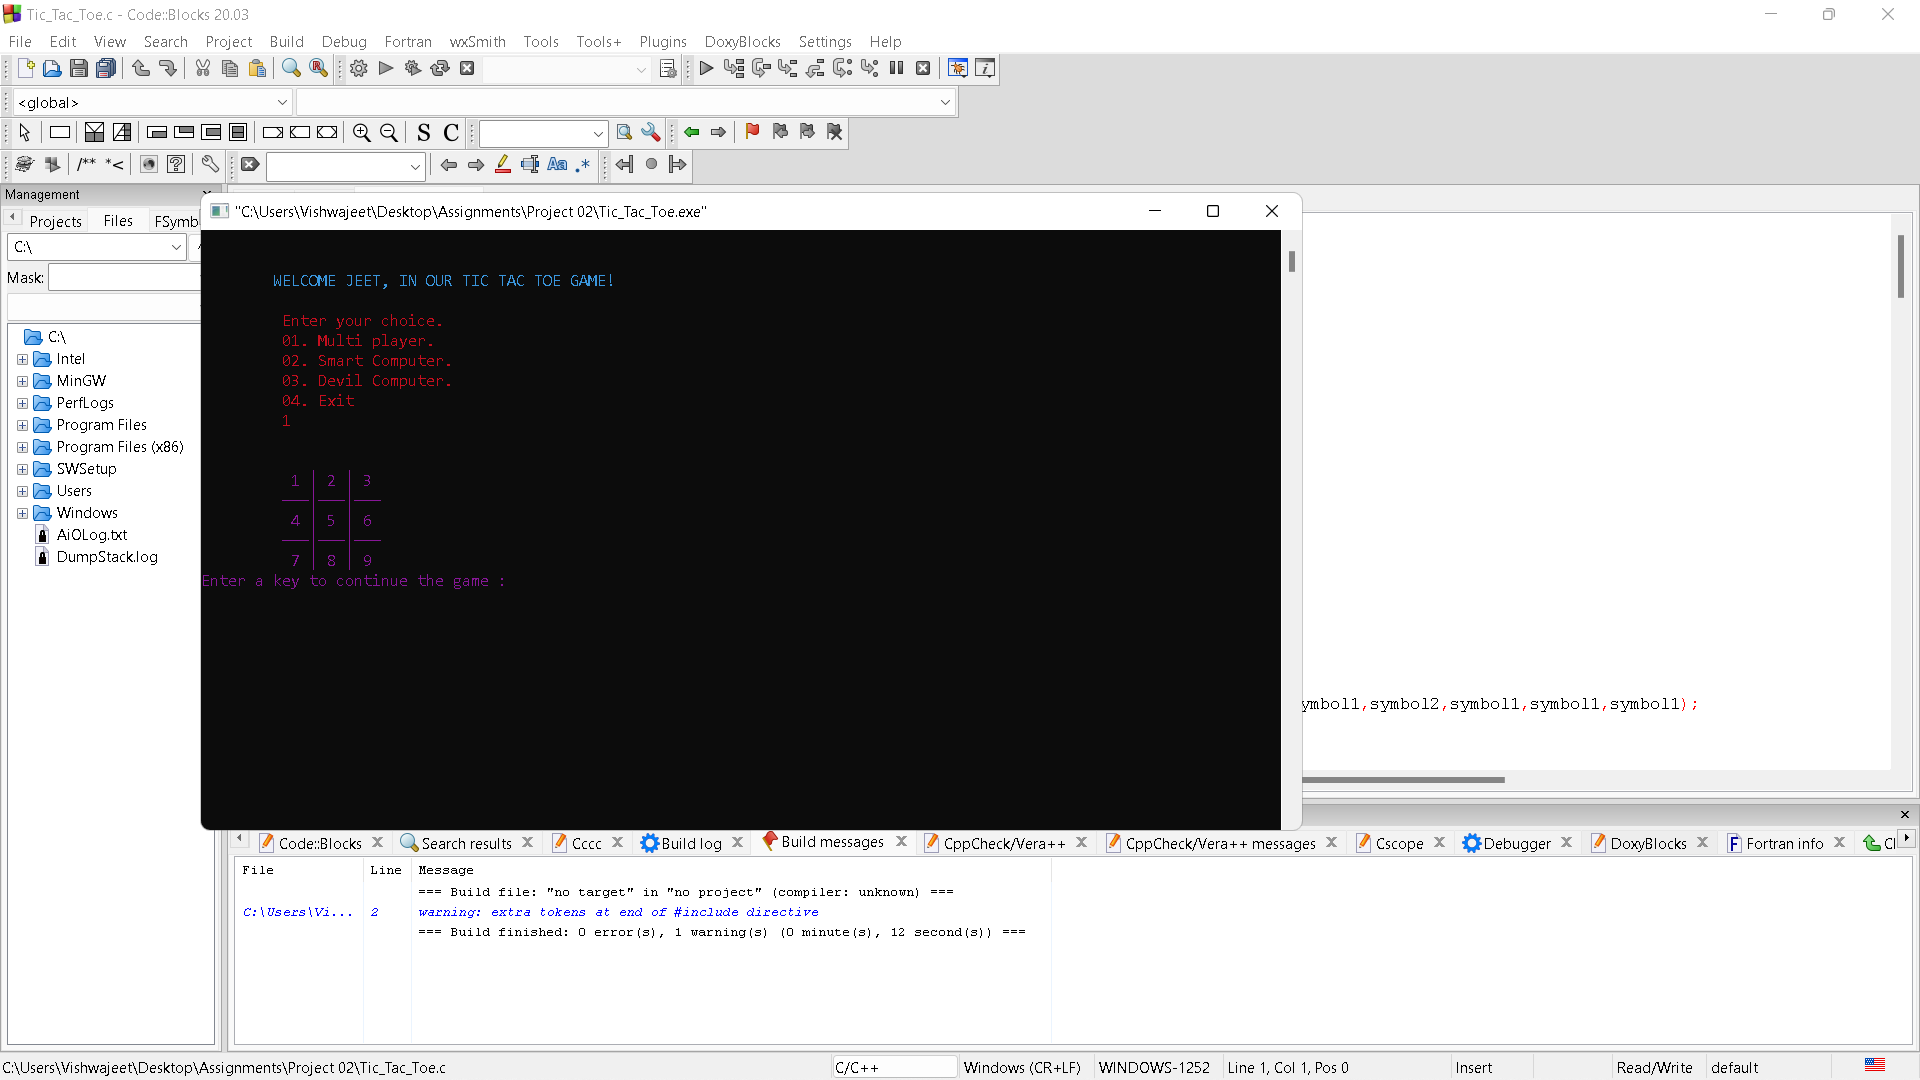 Tic_Tac_Toe.c - Code::Blocks 20.03
File Edit View Search Project Build Debug Fortran wxSmith Tools Tools+ Plugins DoxyBlocks Settings Help
<global>
S C
/** *<
Aa .*
Management
Projects Files FSymb
"C:\Users\Vishwajeet\Desktop\Assignments\Project 02\Tic_Tac_Toe.exe"
C:\
Mask:
C:\
Intel
MinGW
PerfLogs
Program Files
Program Files (x86)
SWSetup
Users
Windows
AiOLog.txt
DumpStack.log
WELCOME JEET, IN OUR TIC TAC TOE GAME!
Enter your choice.
01. Multi player.
02. Smart Computer.
03. Devil Computer.
04. Exit
1
1 2 3
4 5 6
7 8 9
Enter a key to continue the game :
ymbol1,symbol2,symbol1,symbol1,symbol1);
Code::Blocks Search results Cccc Build log Build messages CppCheck/Vera++ CppCheck/Vera++ messages Cscope Debugger DoxyBlocks Fortran info Cl
File Line Message
=== Build file: "no target" in "no project" (compiler: unknown) ===
C:\Users\Vi... 2 warning: extra tokens at end of #include directive
=== Build finished: 0 error(s), 1 warning(s) (0 minute(s), 12 second(s)) ===
C:\Users\Vishwajeet\Desktop\Assignments\Project 02\Tic_Tac_Toe.c C/C++ Windows (CR+LF) WINDOWS-1252 Line 1, Col 1, Pos 0 Insert Read/Write default